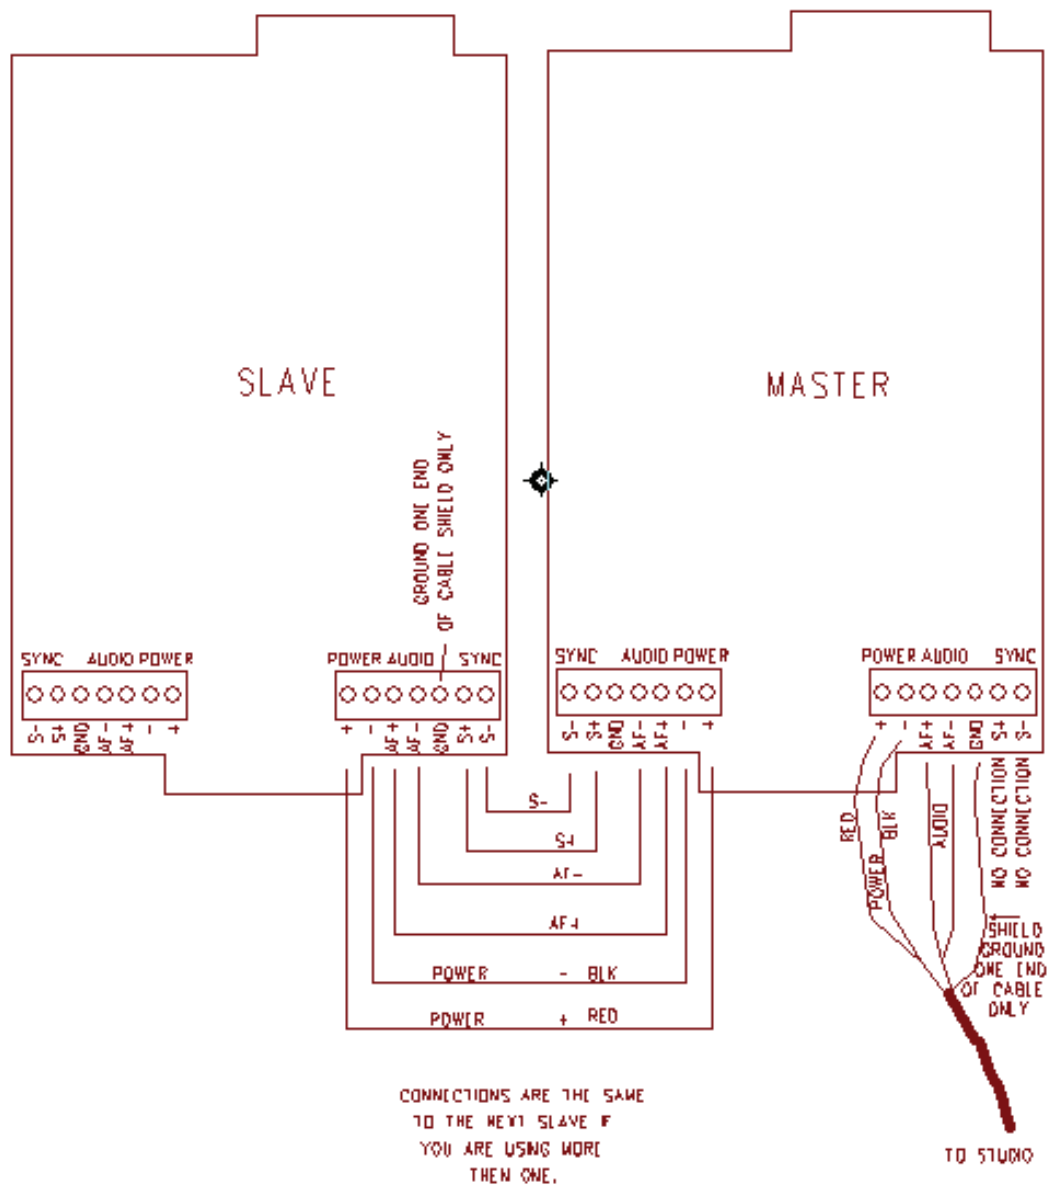 SLAVE
MASTER
GROUND ONE END
OF CABLE SHIELD ONLY
SYNC AUDIO POWER
POWER AUDIO SYNC
SYNC AUDIO POWER
POWER AUDIO SYNC
S- S+ GND AF- AF+ - +
+ - AF+ AF- GND S+ S-
S- S+ GND AF- AF+ - +
+ - AF+ AF- GND S+ S-
S-
S+
AF-
AF+
POWER - BLK
POWER + RED
RED
BLK
POWER
AUDIO
NO CONNECTION
NO CONNECTION
SHIELD
GROUND
ONE END
OF CABLE
ONLY
CONNECTIONS ARE THE SAME
TO THE NEXT SLAVE IF
YOU ARE USING MORE
THEN ONE.
TO STUDIO